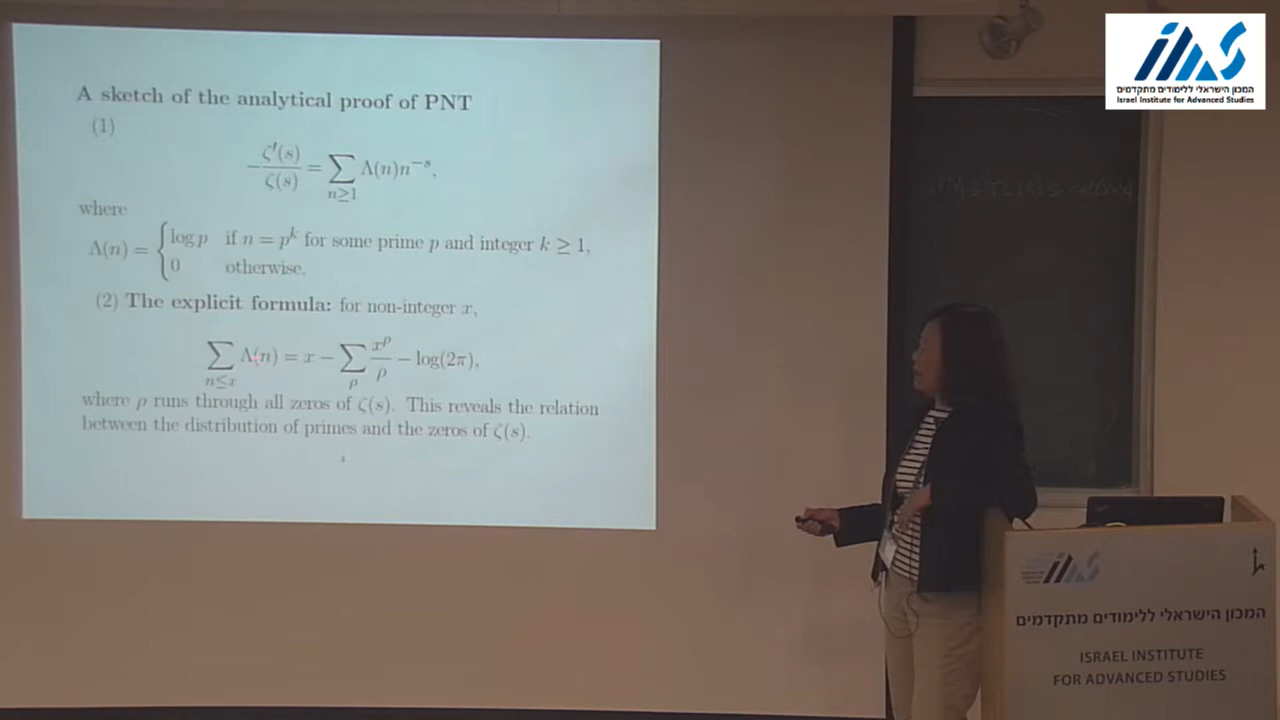 A sketch of the analytical proof of PNT
(1)
−ζ′(s)/ζ(s) = ∑_{n≥1} Λ(n)n^{−s},
where
Λ(n) = { log p if n = p^k for some prime p and integer k ≥ 1,
0 otherwise.
(2) The explicit formula: for non-integer x,
∑_{n≤x} Λ(n) = x − ∑_ρ x^ρ/ρ − log(2π),
where ρ runs through all zeros of ζ(s). This reveals the relation
between the distribution of primes and the zeros of ζ(s).
4
IIAS
המכון הישראלי ללימודים מתקדמים
Israel Institute for Advanced Studies
IIAS
המכון הישראלי ללימודים מתקדמים
ISRAEL INSTITUTE
FOR ADVANCED STUDIES